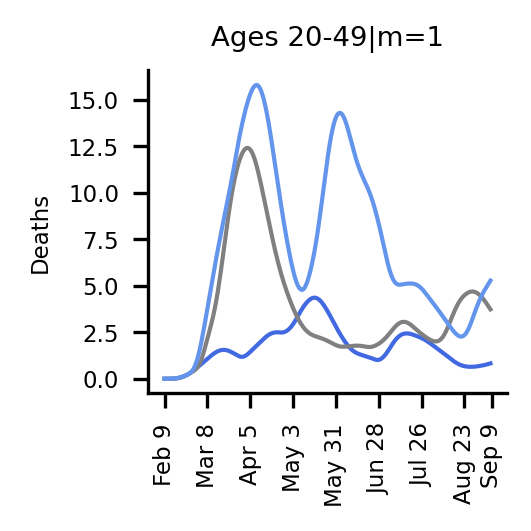 Ages 20-49|m=1
Deaths
15.0
12.5
10.0
7.5
5.0
2.5
0.0
Feb 9
Mar 8
Apr 5
May 3
May 31
Jun 28
Jul 26
Aug 23
Sep 9